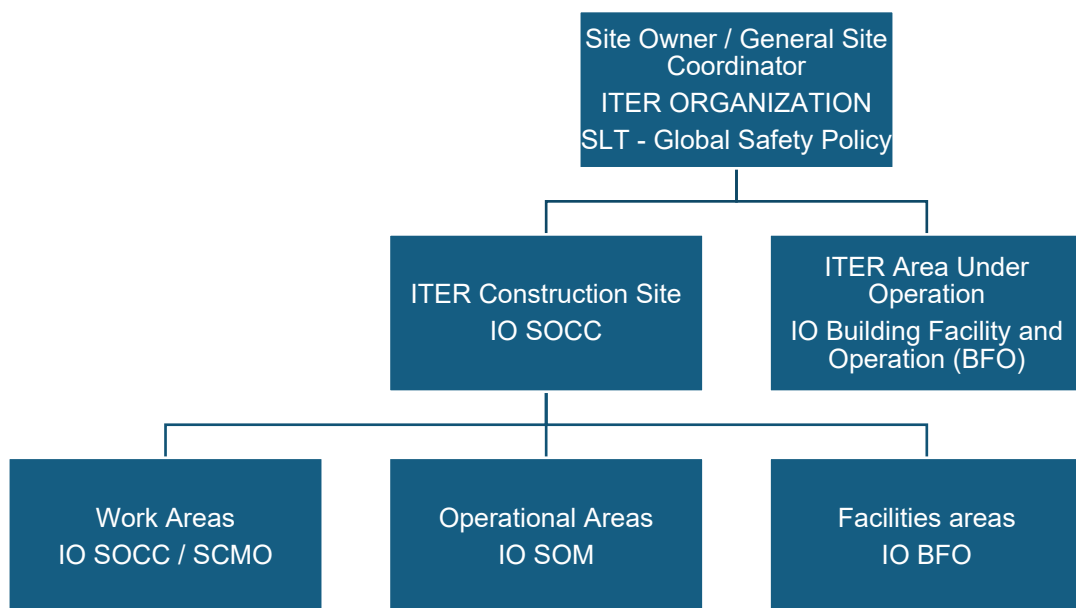 Site Owner / General Site
Coordinator
ITER ORGANIZATION
SLT - Global Safety Policy
ITER Construction Site
IO SOCC
ITER Area Under
Operation
IO Building Facility and
Operation (BFO)
Work Areas
IO SOCC / SCMO
Operational Areas
IO SOM
Facilities areas
IO BFO